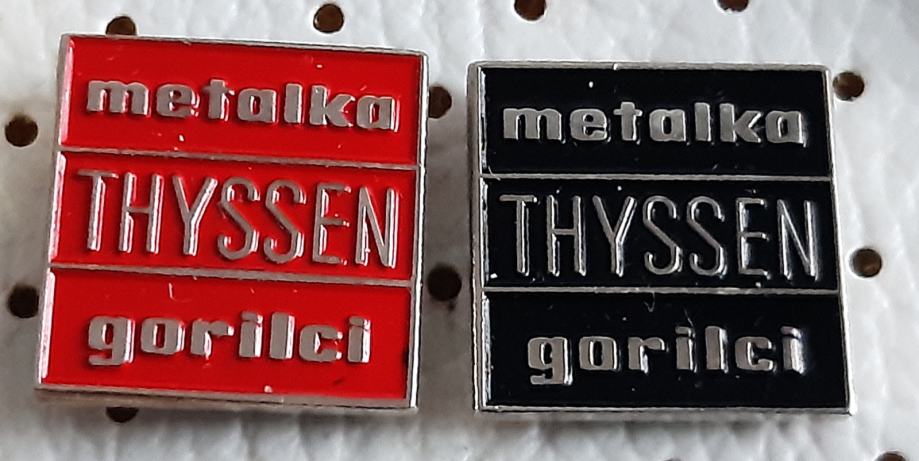 metalka
THYSSEN
gorilci
metalka
THYSSEN
gorilci